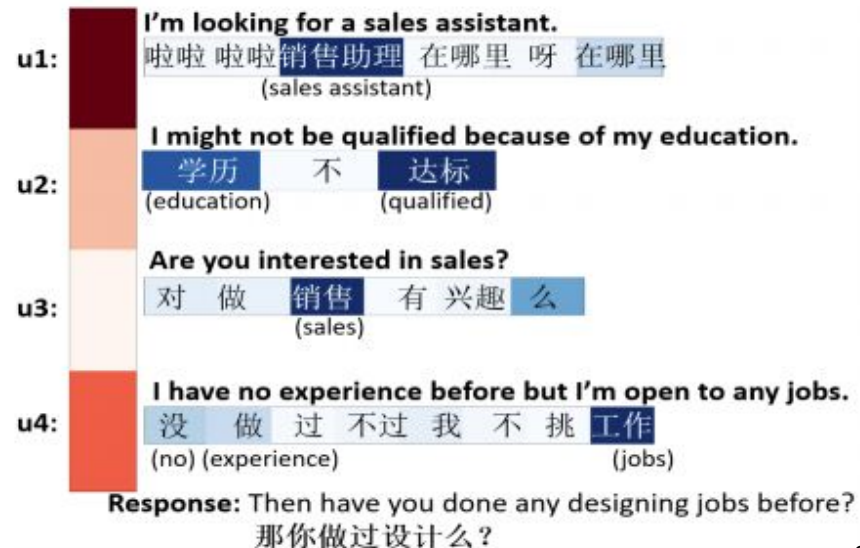 I'm looking for a sales assistant.
u1: 啦啦 啦啦 销售助理 在哪里 呀 在哪里
(sales assistant)
I might not be qualified because of my education.
u2: 学历 不 达标
(education) (qualified)
Are you interested in sales?
u3: 对 做 销售 有 兴趣 么
(sales)
I have no experience before but I'm open to any jobs.
u4: 没 做 过 不过 我 不 挑 工作
(no) (experience) (jobs)
Response: Then have you done any designing jobs before?
那你做过设计么？